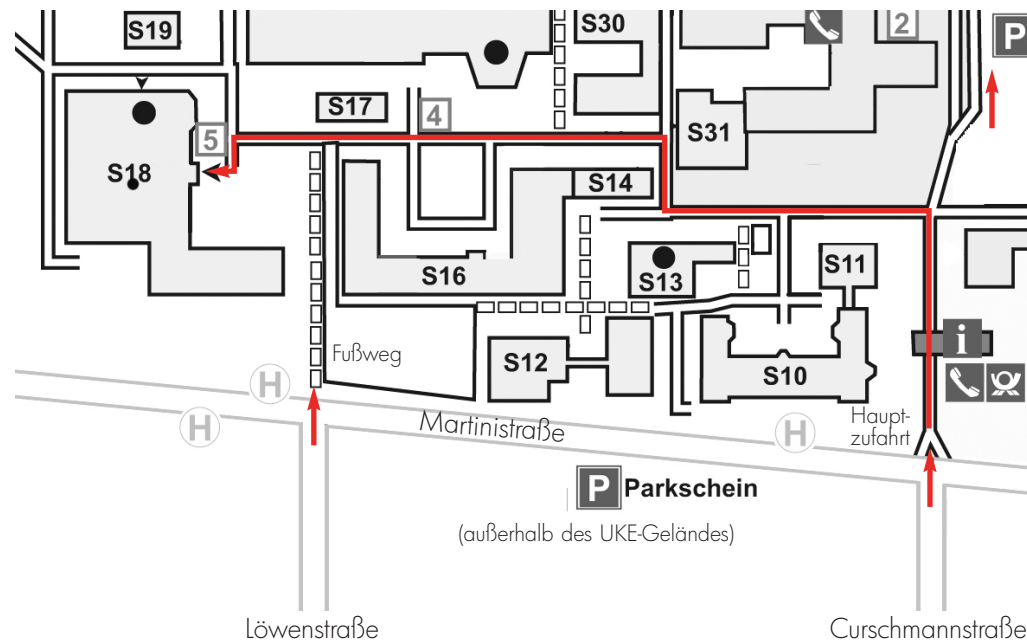 S19
S30
2
P
S17
4
5
S31
S18
S14
S16
S13
S11
Fußweg
S12
S10
i
H
H
Martinistraße
H
Haupt-
zufahrt
P Parkschein
(außerhalb des UKE-Geländes)
Löwenstraße
Curschmannstraße